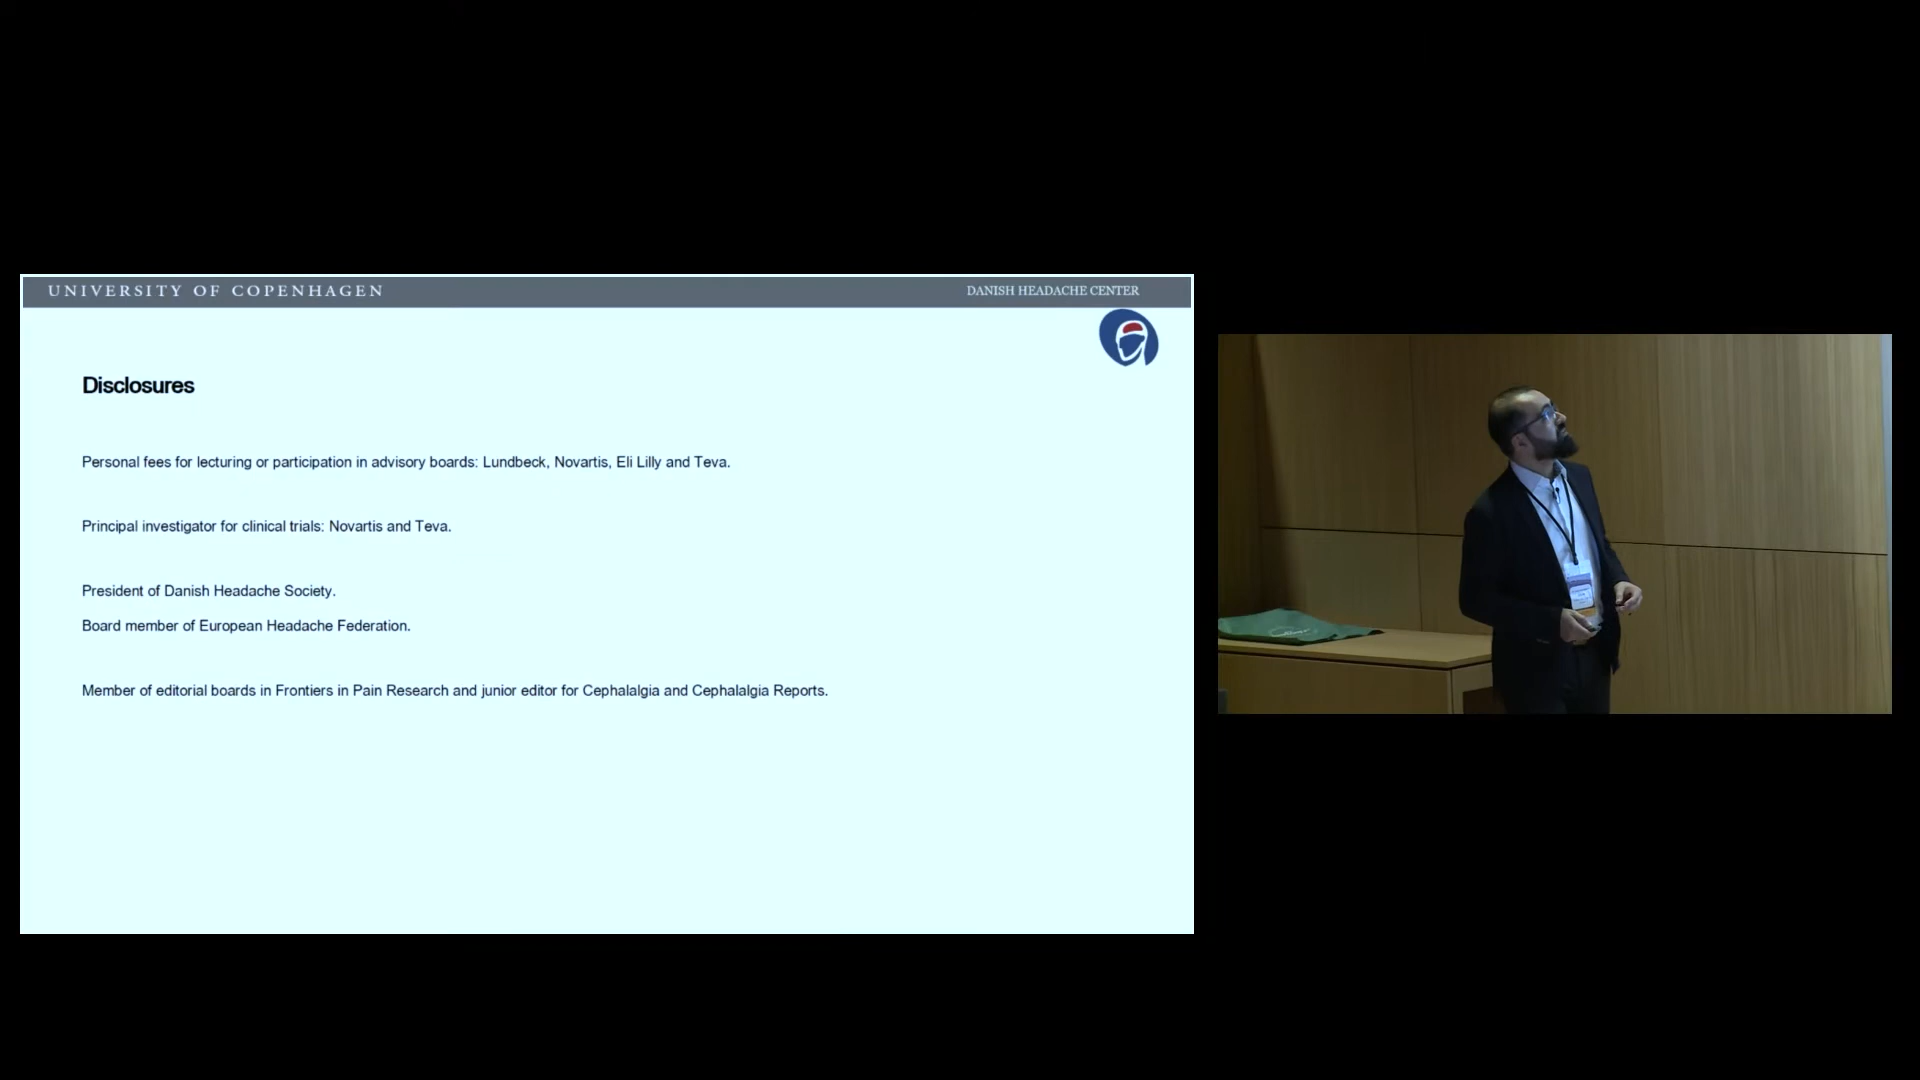 UNIVERSITY OF COPENHAGEN
DANISH HEADACHE CENTER
Disclosures
Personal fees for lecturing or participation in advisory boards: Lundbeck, Novartis, Eli Lilly and Teva.
Principal investigator for clinical trials: Novartis and Teva.
President of Danish Headache Society.
Board member of European Headache Federation.
Member of editorial boards in Frontiers in Pain Research and junior editor for Cephalalgia and Cephalalgia Reports.